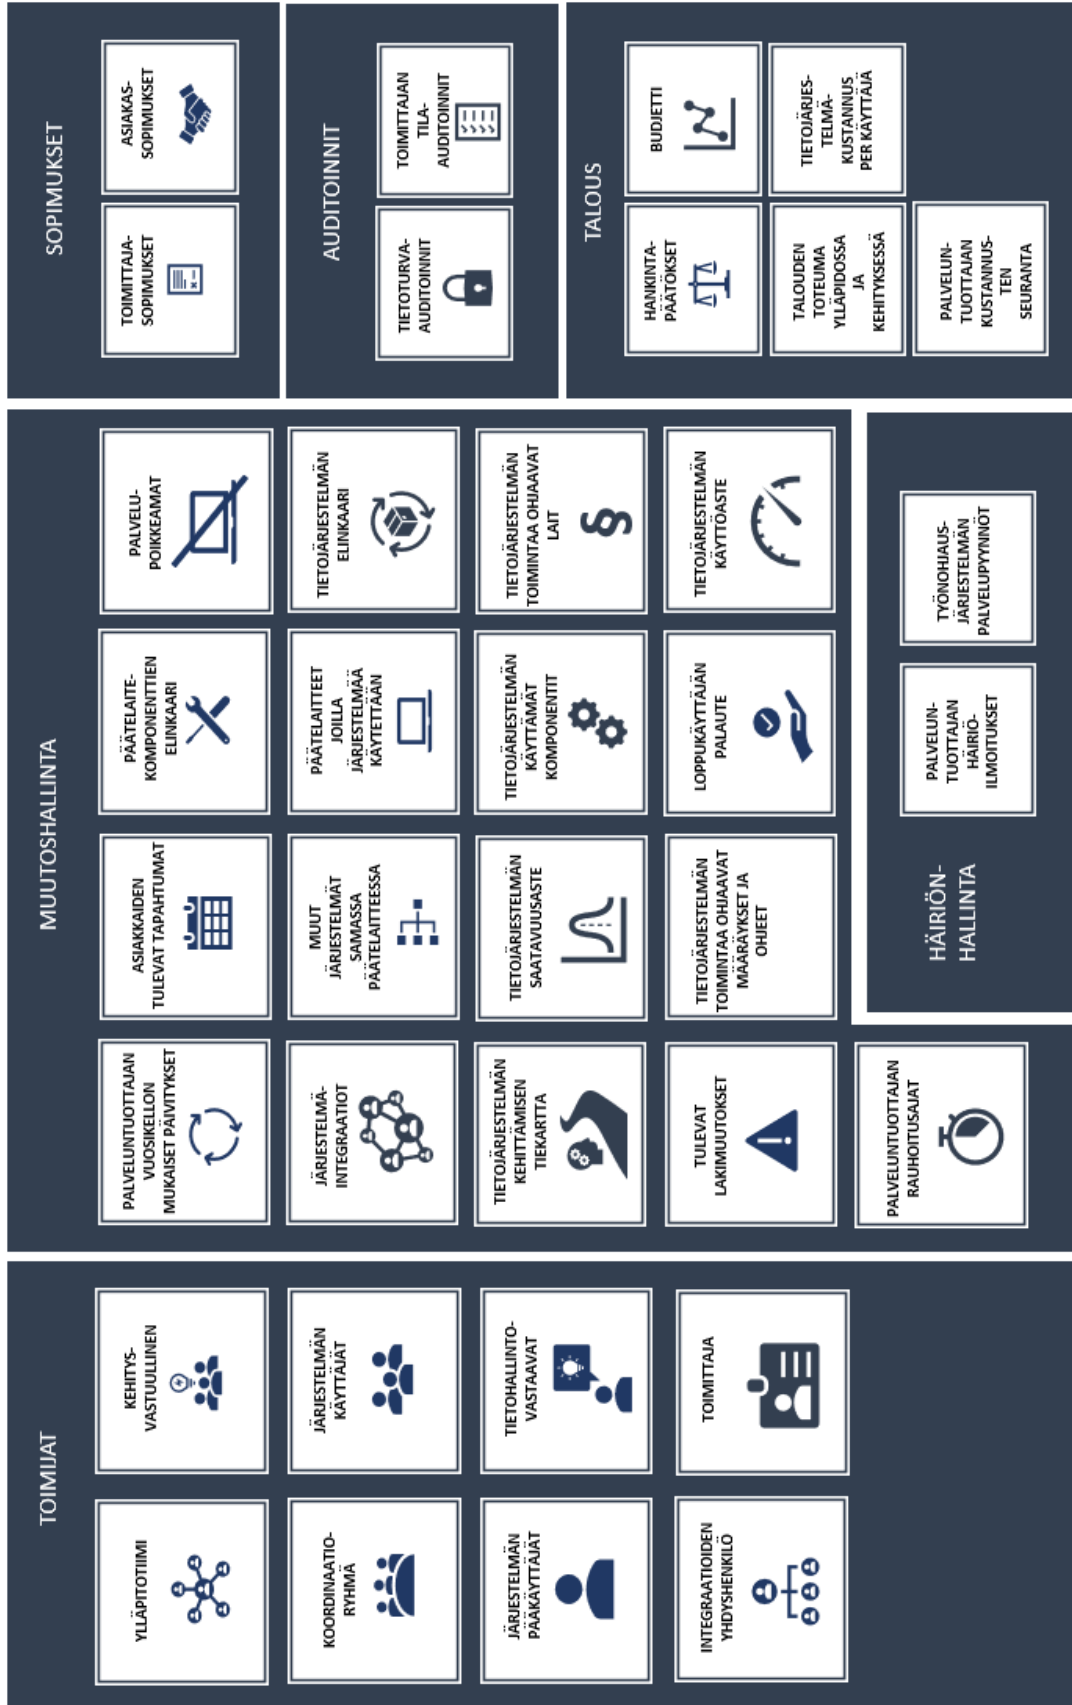 TOIMIJAT
YLLÄPITOTIIMI
KEHITYS-
VASTUULLINEN
KOORDINAATIO-
RYHMÄ
JÄRJESTELMÄN
KÄYTTÄJÄT
JÄRJESTELMÄN
PÄÄKÄYTTÄJÄT
TIETOHALLINTO-
VASTAAVAT
INTEGRAATIOIDEN
YHDYSHENKILÖ
TOIMITTAJA
MUUTOSHALLINTA
PALVELUNTUOTTAJAN
VUOSIKELLON
MUKAISET PÄIVITYKSET
ASIAKKAIDEN
TULEVAT TAPAHTUMAT
PÄÄTELAITE-
KOMPONENTTIEN
ELINKAARI
PALVELU-
POIKKEAMAT
JÄRJESTELMÄ-
INTEGRAATIOT
MUUT
JÄRJESTELMÄT
SAMASSA
PÄÄTELAITTEESSA
PÄÄTELAITTEET
JOILLA
JÄRJESTELMÄÄ
KÄYTETTÄÄN
TIETOJÄRJESTELMÄN
ELINKAARI
TIETOJÄRJESTELMÄN
KEHITTÄMISEN
TIEKARTTA
TIETOJÄRJESTELMÄN
SAATAVUUSASTE
TIETOJÄRJESTELMÄN
KÄYTTÄMÄT
KOMPONENTIT
TIETOJÄRJESTELMÄN
TOIMINTAA OHJAAVAT
LAIT
§
TULEVAT
LAKIMUUTOKSET
TIETOJÄRJESTELMÄN
TOIMINTAA OHJAAVAT
MÄÄRÄYKSET JA
OHJEET
LOPPUKÄYTTÄJÄN
PALAUTE
TIETOJÄRJESTELMÄN
KÄYTTÖASTE
PALVELUNTUOTTAJAN
RAUHOITUSAJAT
HÄIRIÖN-
HALLINTA
PALVELUN-
TUOTTAJAN
HÄIRIÖ-
ILMOITUKSET
TYÖNOHJAUS-
JÄRJESTELMÄN
PALVELUPYYNNÖT
SOPIMUKSET
TOIMITTAJA-
SOPIMUKSET
ASIAKAS-
SOPIMUKSET
AUDITOINNIT
TIETOTURVA-
AUDITOINNIT
TOIMITTAJAN
TILA-
AUDITOINNIT
TALOUS
HANKINTA-
PÄÄTÖKSET
BUDJETTI
TALOUDEN
TOTEUMA
YLLÄPIDOSSA
JA
KEHITYKSESSÄ
TIETOJÄRJES-
TELMÄ-
KUSTANNUS
PER KÄYTTÄJÄ
PALVELUN-
TUOTTAJAN
KUSTANNUS-
TEN
SEURANTA